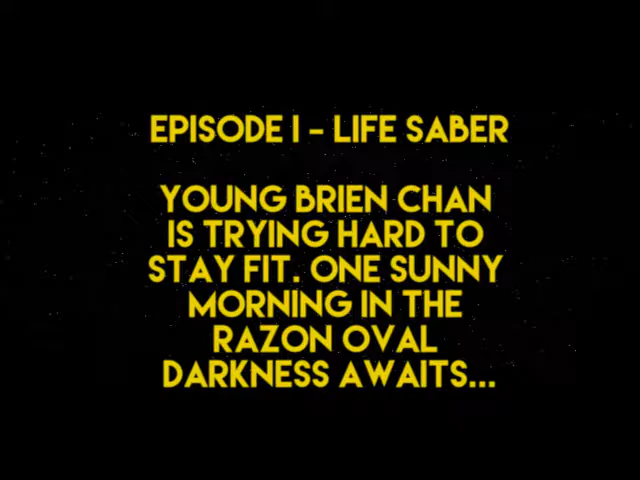 EPISODE I - LIFE SABER
YOUNG BRIEN CHAN
IS TRYING HARD TO
STAY FIT. ONE SUNNY
MORNING IN THE
RAZON OVAL
DARKNESS AWAITS...